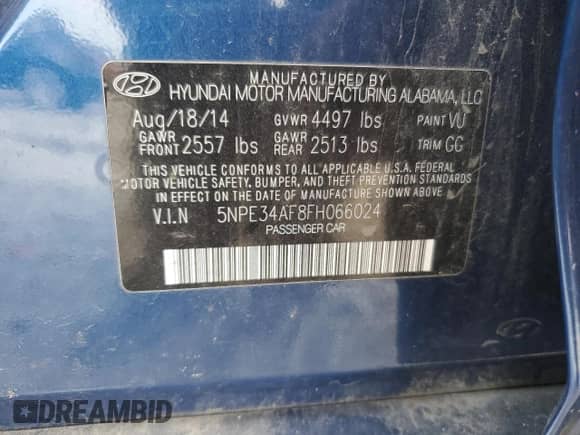 MANUFACTURED BY
HYUNDAI MOTOR MANUFACTURING ALABAMA, LLC
Aug/18/14 GVWR 4497 lbs PAINT VU
GAWR FRONT 2557 lbs GAWR REAR 2513 lbs TRIM GG
THIS VEHICLE CONFORMS TO ALL APPLICABLE U.S.A. FEDERAL
MOTOR VEHICLE SAFETY, BUMPER, AND THEFT PREVENTION STANDARDS
IN EFFECT ON THE DATE OF MANUFACTURE SHOWN ABOVE.
V.I.N 5NPE34AF8FH066024
PASSENGER CAR
DREAMBID